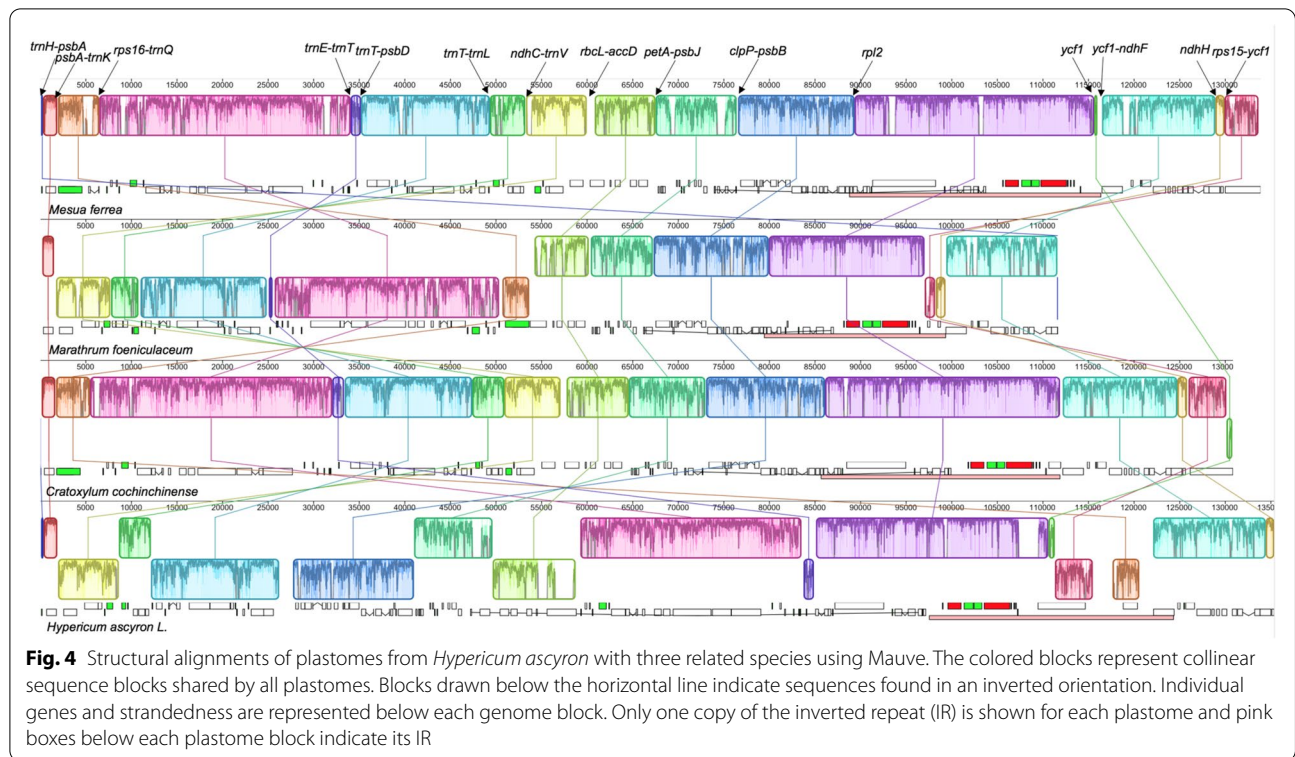 trnH-psbA psbA-trnK rps16-trnQ trnE-trnT trnT-psbD trnT-trnL ndhC-trnV rbcL-accD petA-psbJ clpP-psbB rpl2 ycf1 ycf1-ndhF ndhH rps15-ycf1
5000 10000 15000 20000 25000 30000 35000 40000 45000 50000 55000 60000 65000 70000 75000 80000 85000 90000 95000 100000 105000 110000 115000 120000 125000 130000
Mesua ferrea
5000 10000 15000 20000 25000 30000 35000 40000 45000 50000 55000 60000 65000 70000 75000 80000 85000 90000 95000 100000 105000 110000
Marathrum foeniculaceum
5000 10000 15000 20000 25000 30000 35000 40000 45000 50000 55000 60000 65000 70000 75000 80000 85000 90000 95000 100000 105000 110000 115000 120000 125000 130000
Cratoxylum cochinchinense
5000 10000 15000 20000 25000 30000 35000 40000 45000 50000 55000 60000 65000 70000 75000 80000 85000 90000 95000 100000 105000 110000 115000 120000 125000 130000
Hypericum ascyron L.
Fig. 4 Structural alignments of plastomes from Hypericum ascyron with three related species using Mauve. The colored blocks represent collinear
sequence blocks shared by all plastomes. Blocks drawn below the horizontal line indicate sequences found in an inverted orientation. Individual
genes and strandedness are represented below each genome block. Only one copy of the inverted repeat (IR) is shown for each plastome and pink
boxes below each plastome block indicate its IR